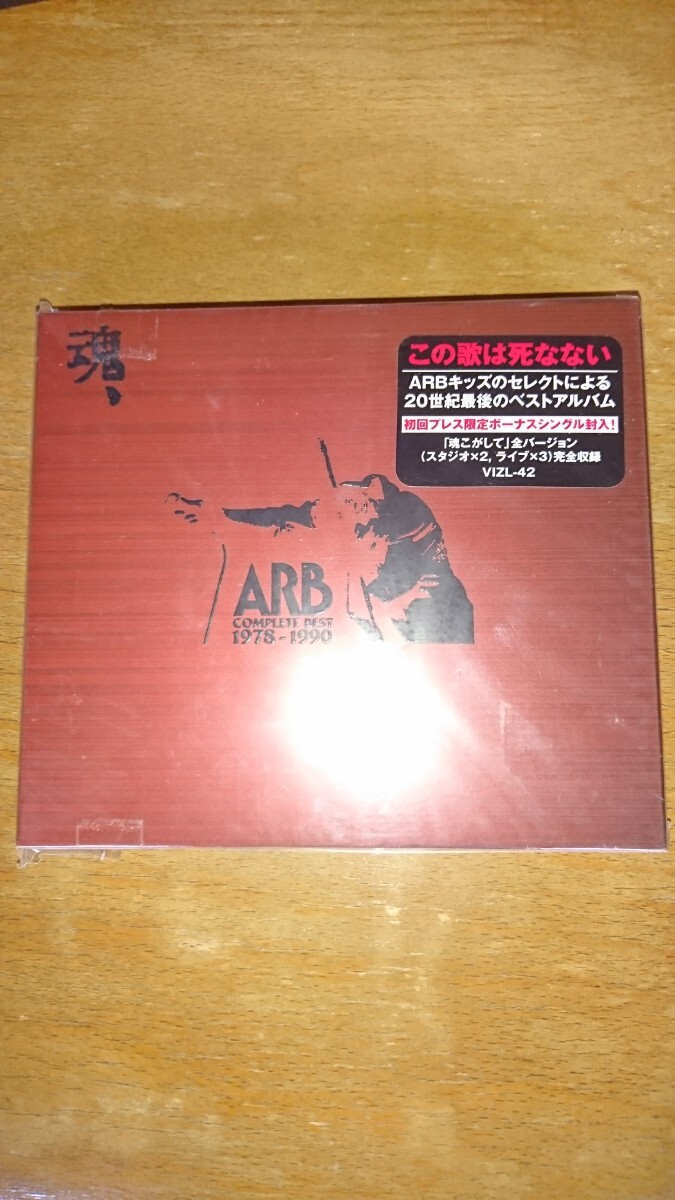 魂、
この歌は死なない
ARBキッズのセレクトによる
20世紀最後のベストアルバム
初回プレス限定ボーナスシングル封入!
「魂こがして」全バージョン
(スタジオ×2, ライブ×3)完全収録
VIZL-42
ARB
COMPLETE BEST
1978-1990